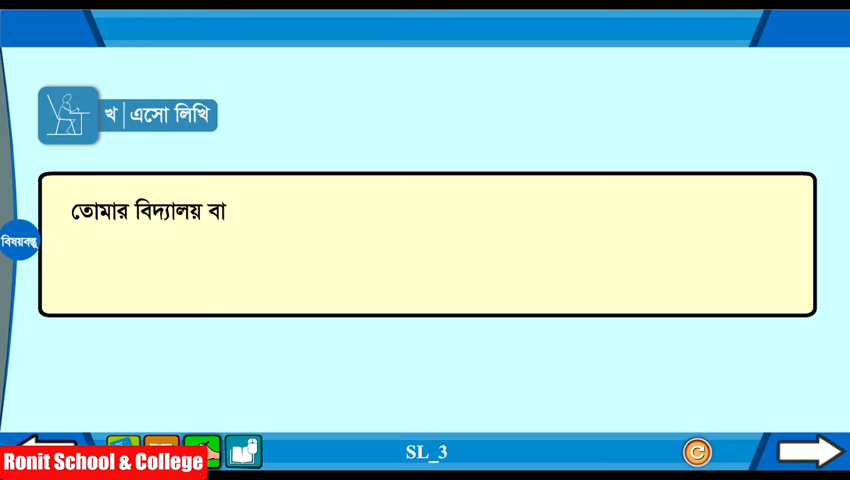 খ | এসো লিখি
তোমার বিদ্যালয় বা
বিষয়বস্তু
SL_3
Ronit School & College